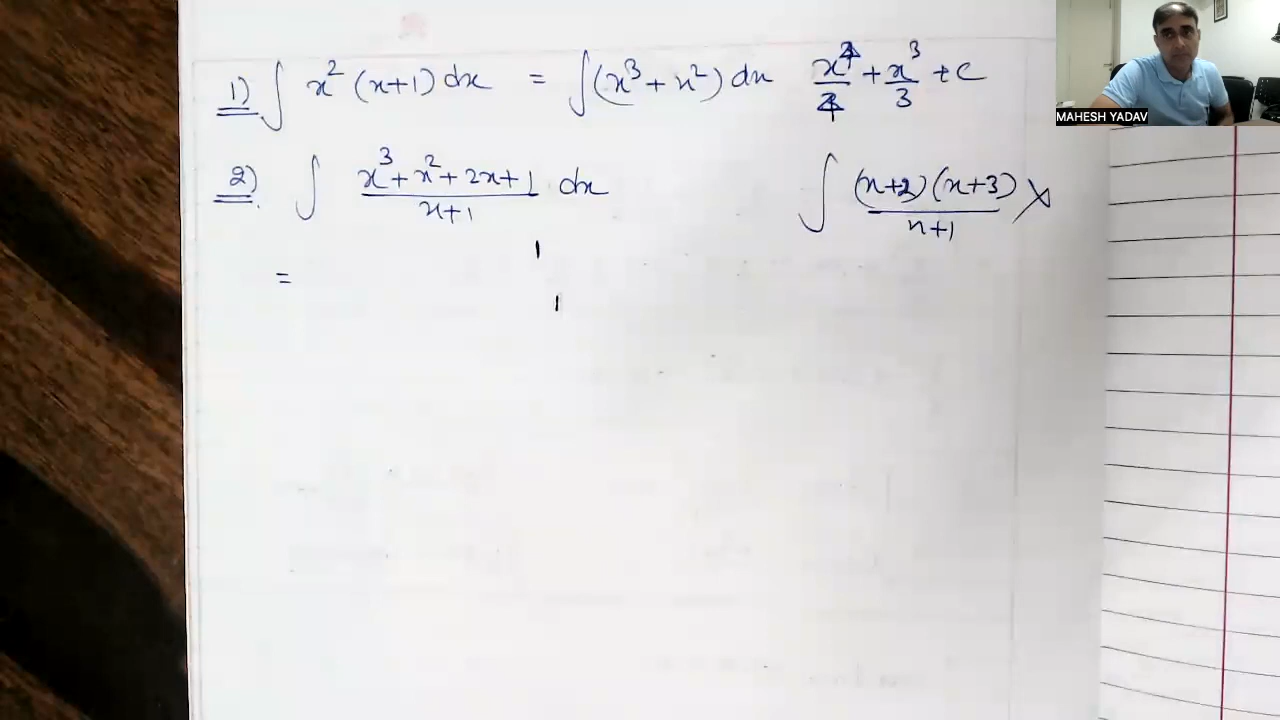 1) ∫ x² (x+1) dx = ∫(x³ + x²) dx x⁴/4 + x³/3 + c
2) ∫ x³+x²+2x+1/x+1 dx ∫ (x+2)(x+3)/x+1 ×
=
MAHESH YADAV